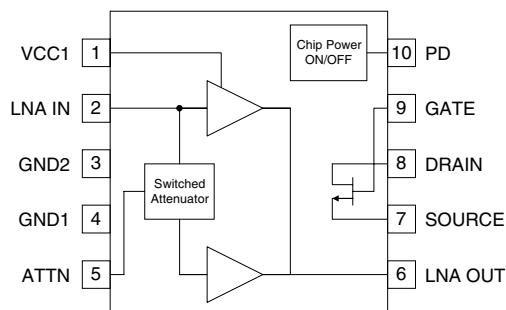 VCC1 1
LNA IN 2
GND2 3
GND1 4
ATTN 5
Switched
Attenuator
Chip Power
ON/OFF
10 PD
9 GATE
8 DRAIN
7 SOURCE
6 LNA OUT